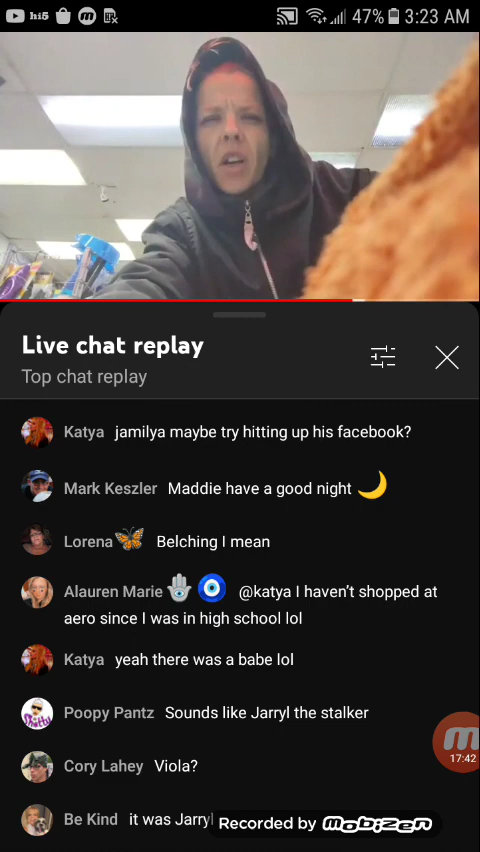 hi5
47%
3:23 AM
Live chat replay
Top chat replay
Katya jamilya maybe try hitting up his facebook?
Mark Keszler Maddie have a good night 🌙
Lorena🦋 Belching I mean
Alauren Marie🪬🧿 @katya I haven't shopped at
aero since I was in high school lol
Katya yeah there was a babe lol
Poopy Pantz Sounds like Jarryl the stalker
Cory Lahey Viola?
17:42
Be Kind it was Jarryl
Recorded by mobizen